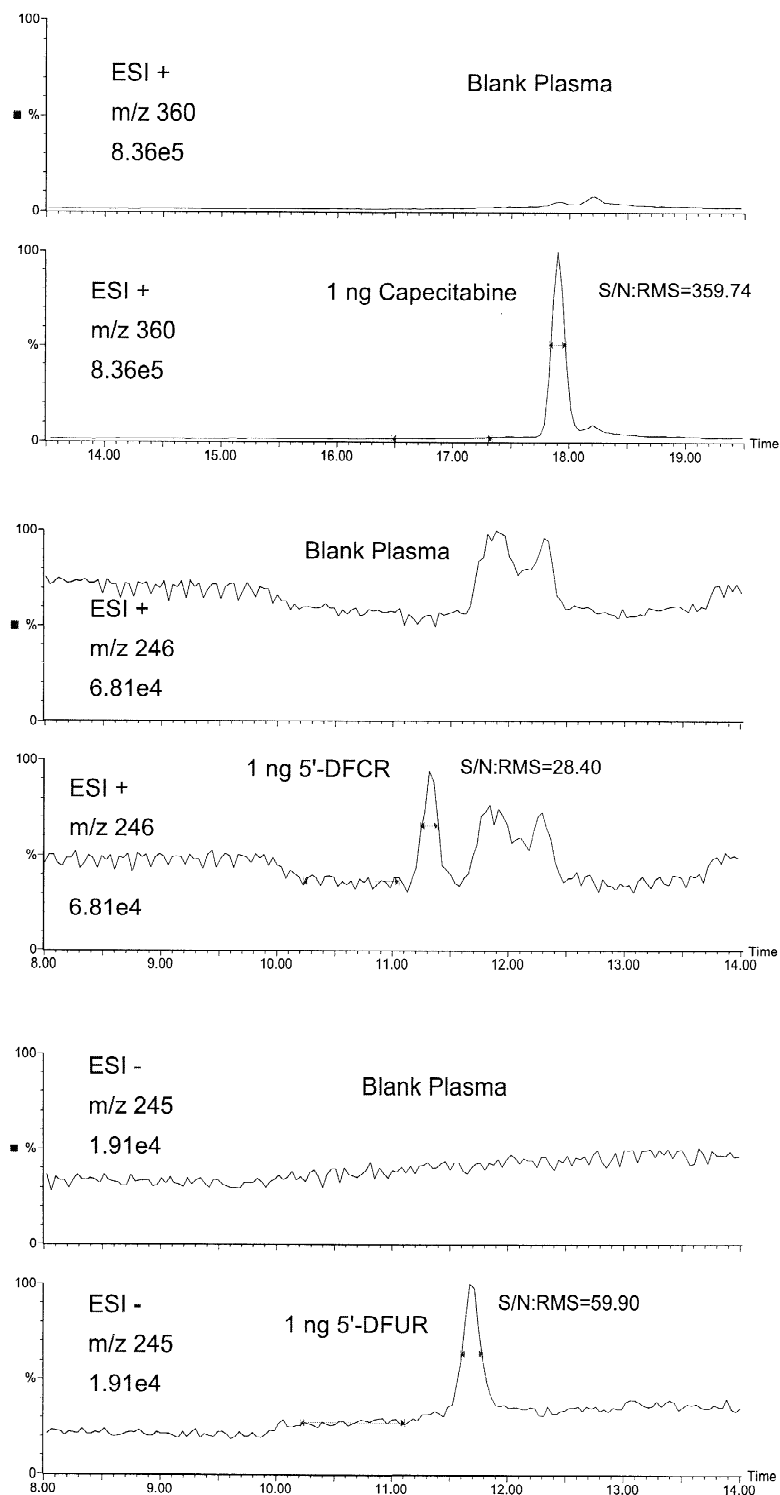 100
ESI +
Blank Plasma
%
m/z 360
8.36e5
0
100
ESI +
1 ng Capecitabine
S/N:RMS=359.74
m/z 360
%
8.36e5
0
14.00 15.00 16.00 17.00 18.00 19.00 Time
100
Blank Plasma
ESI +
%
m/z 246
6.81e4
0
100
1 ng 5'-DFCR
S/N:RMS=28.40
ESI +
m/z 246
%
6.81e4
0
8.00 9.00 10.00 11.00 12.00 13.00 14.00 Time
100
ESI -
Blank Plasma
m/z 245
%
1.91e4
0
100
ESI -
S/N:RMS=59.90
1 ng 5'-DFUR
m/z 245
%
1.91e4
0
8.00 9.00 10.00 11.00 12.00 13.00 14.00 Time